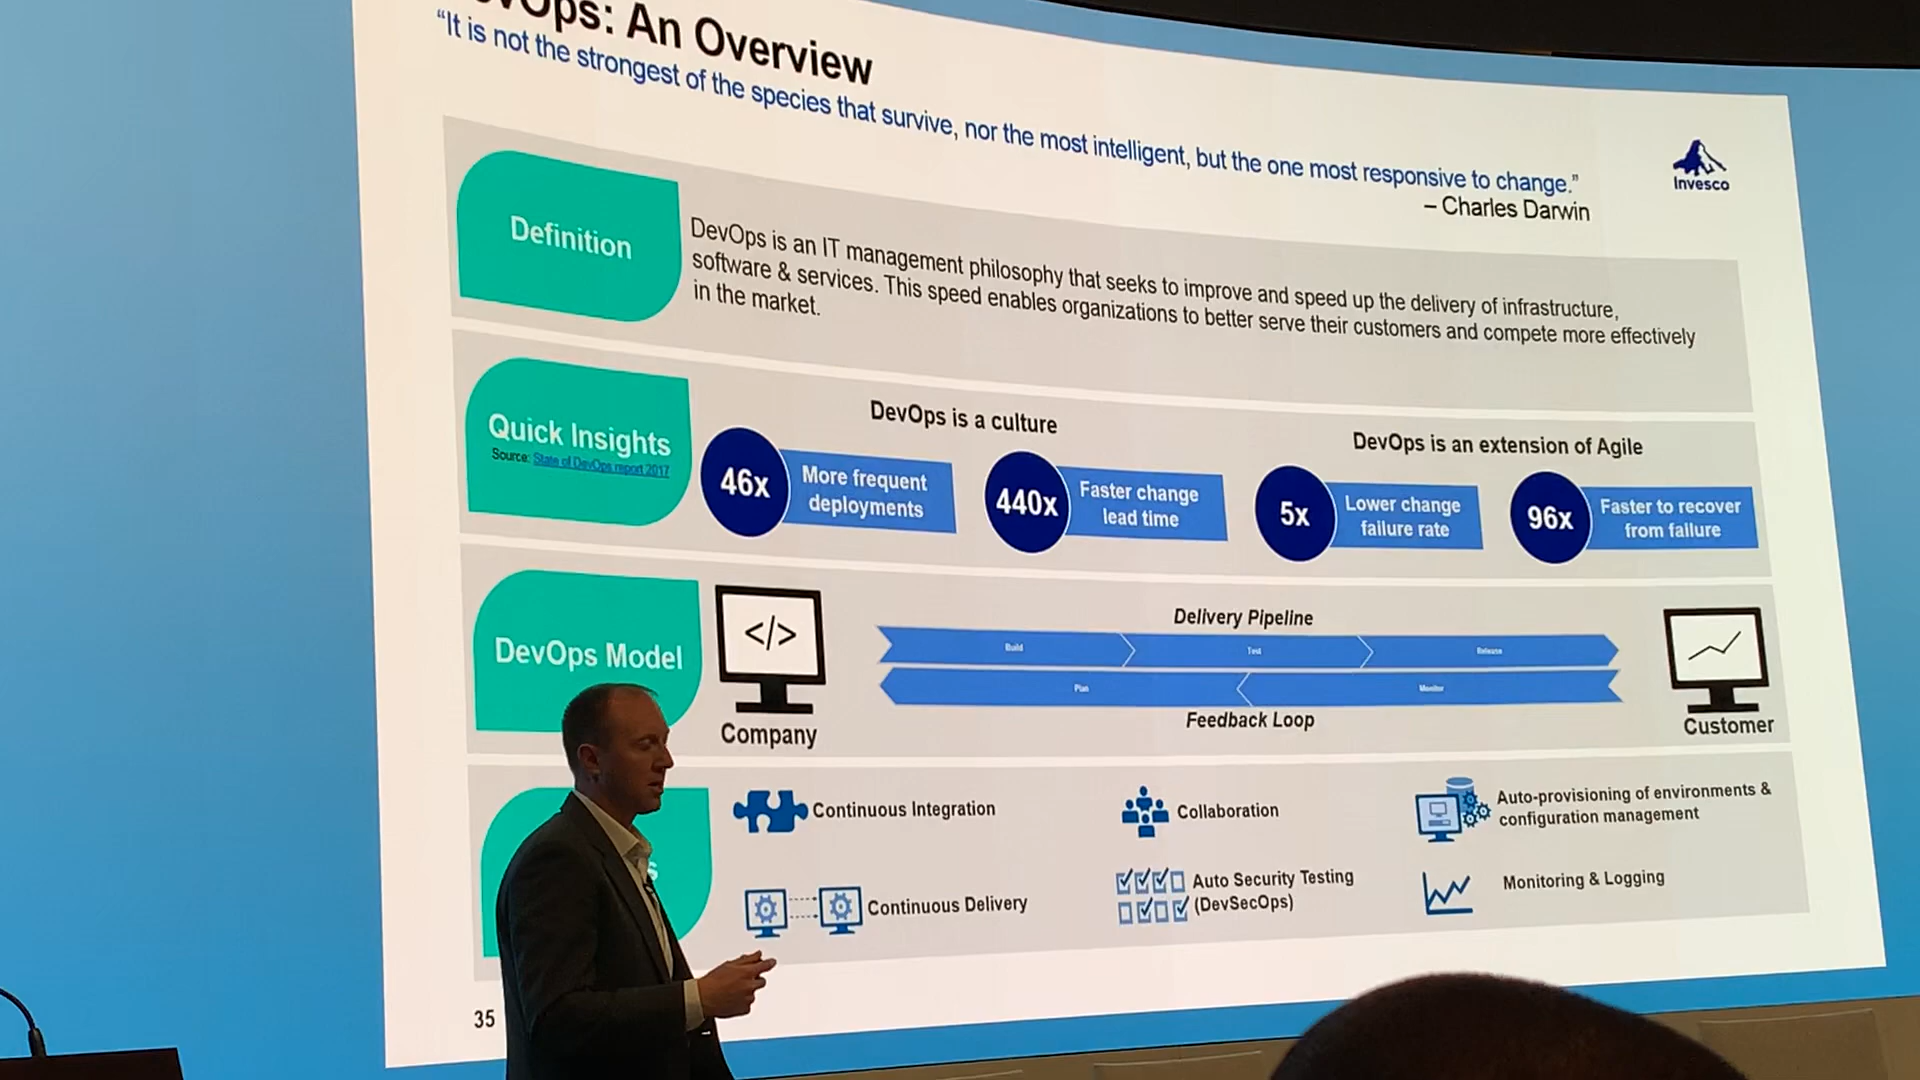 Ops: An Overview
“It is not the strongest of the species that survive, nor the most intelligent, but the one most responsive to change.”
– Charles Darwin
Invesco
Definition
DevOps is an IT management philosophy that seeks to improve and speed up the delivery of infrastructure,
software & services. This speed enables organizations to better serve their customers and compete more effectively
in the market.
Quick Insights
Source: State of DevOps report 2017
DevOps is a culture
DevOps is an extension of Agile
46x
More frequent
deployments
440x
Faster change
lead time
5x
Lower change
failure rate
96x
Faster to recover
from failure
DevOps Model
</>
Company
Delivery Pipeline
Build
Test
Release
Plan
Monitor
Feedback Loop
Customer
s
Continuous Integration
Collaboration
Auto-provisioning of environments &
configuration management
Continuous Delivery
Auto Security Testing
(DevSecOps)
Monitoring & Logging
35